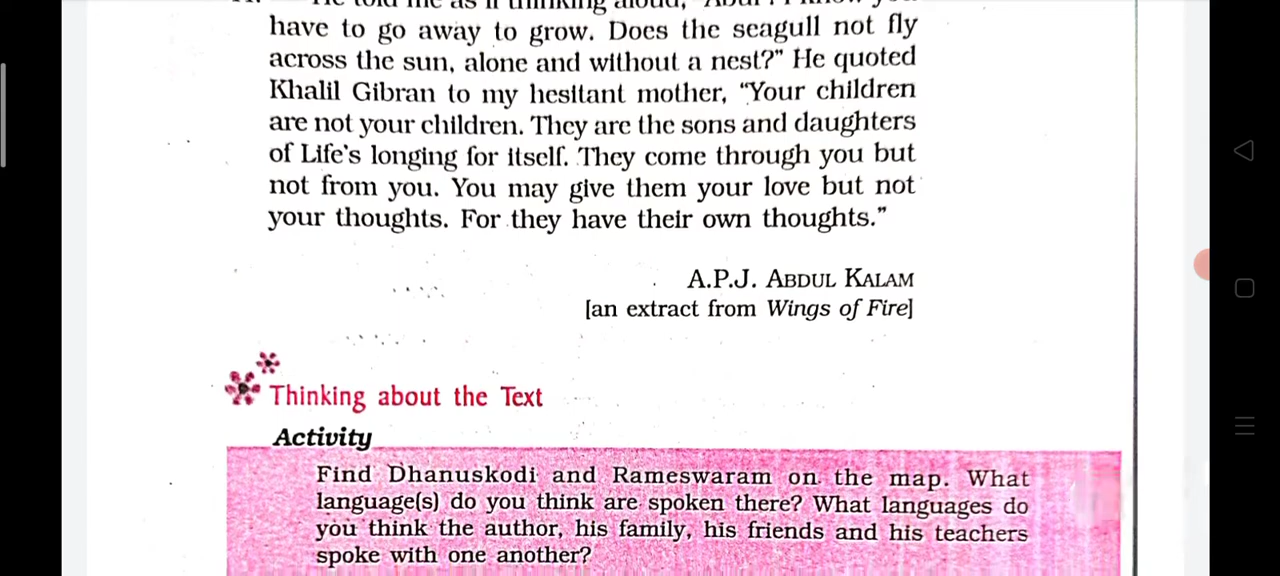 have to go away to grow. Does the seagull not fly
across the sun, alone and without a nest?” He quoted
Khalil Gibran to my hesitant mother, “Your children
are not your children. They are the sons and daughters
of Life’s longing for itself. They come through you but
not from you. You may give them your love but not
your thoughts. For they have their own thoughts.”
A.P.J. ABDUL KALAM
[an extract from Wings of Fire]
Thinking about the Text
Activity
Find Dhanuskodi and Rameswaram on the map. What
language(s) do you think are spoken there? What languages do
you think the author, his family, his friends and his teachers
spoke with one another?